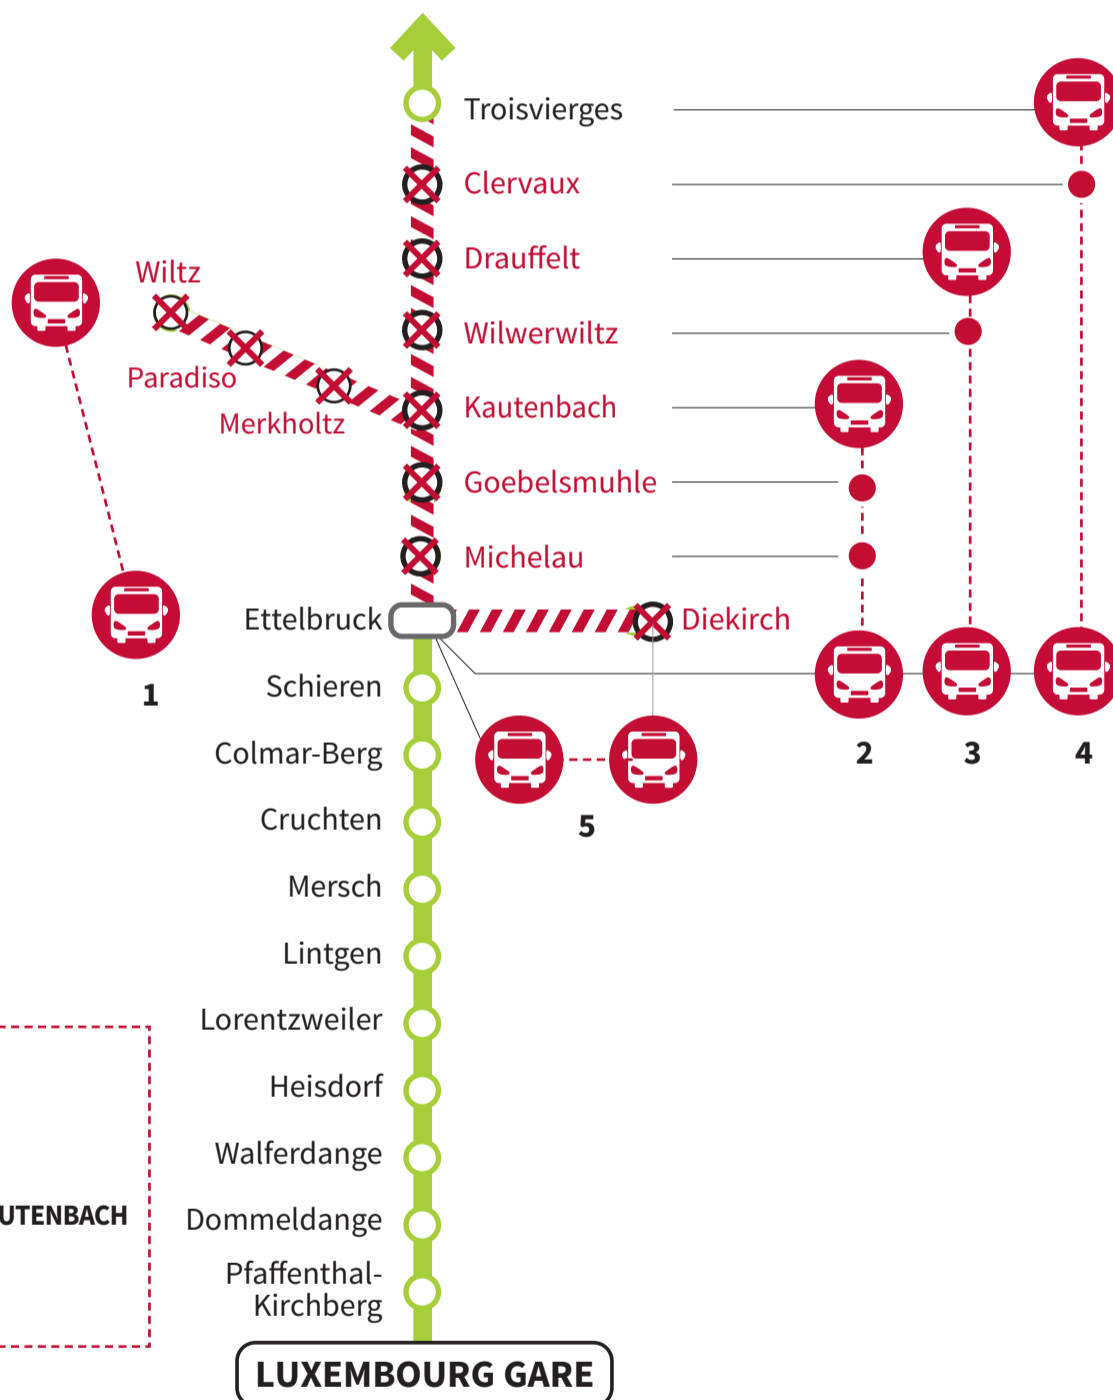 Troisvierges
Clervaux
Drauffelt
Wiltz
Wilwerwiltz
Paradiso
Kautenbach
Merkholtz
Goebelsmuhle
Michelau
Ettelbruck
Diekirch
Schieren
1
Colmar-Berg
2
3
4
Cruchten
5
Mersch
Lintgen
Lorentzweiler
Heisdorf
Walferdange
UTENBACH
Dommeldange
Pfaffenthal-
Kirchberg
LUXEMBOURG GARE